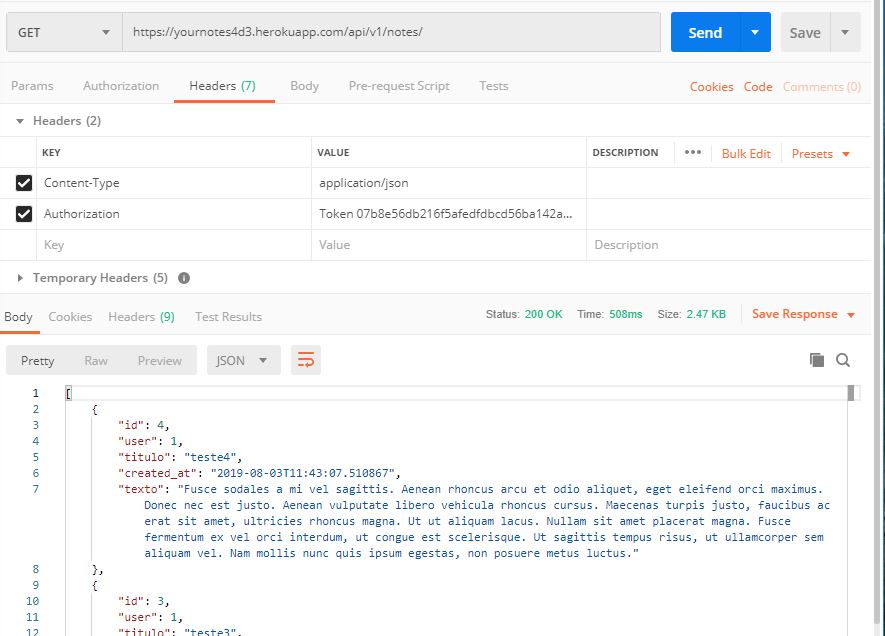 GET https://yournotes4d3.herokuapp.com/api/v1/notes/ Send Save
Params Authorization Headers (7) Body Pre-request Script Tests Cookies Code Comments (0)
Headers (2)
KEY VALUE DESCRIPTION ••• Bulk Edit Presets
Content-Type application/json
Authorization Token 07b8e56db216f5afedfdbcd56ba142a...
Key Value Description
Temporary Headers (5) i
Body Cookies Headers (9) Test Results Status: 200 OK Time: 508ms Size: 2.47 KB Save Response
Pretty Raw Preview JSON
1 [
2 {
3 "id": 4,
4 "user": 1,
5 "titulo": "teste4",
6 "created_at": "2019-08-03T11:43:07.510867",
7 "texto": "Fusce sodales a mi vel sagittis. Aenean rhoncus arcu et odio aliquet, eget eleifend orci maximus.
Donec nec est justo. Aenean vulputate libero vehicula rhoncus cursus. Maecenas turpis justo, faucibus ac
erat sit amet, ultricies rhoncus magna. Ut ut aliquam lacus. Nullam sit amet placerat magna. Fusce
fermentum ex vel orci interdum, ut congue est scelerisque. Ut sagittis tempus risus, ut ullamcorper sem
aliquam vel. Nam mollis nunc quis ipsum egestas, non posuere metus luctus."
8 },
9 {
10 "id": 3,
11 "user": 1,
12 "titulo": "teste3",